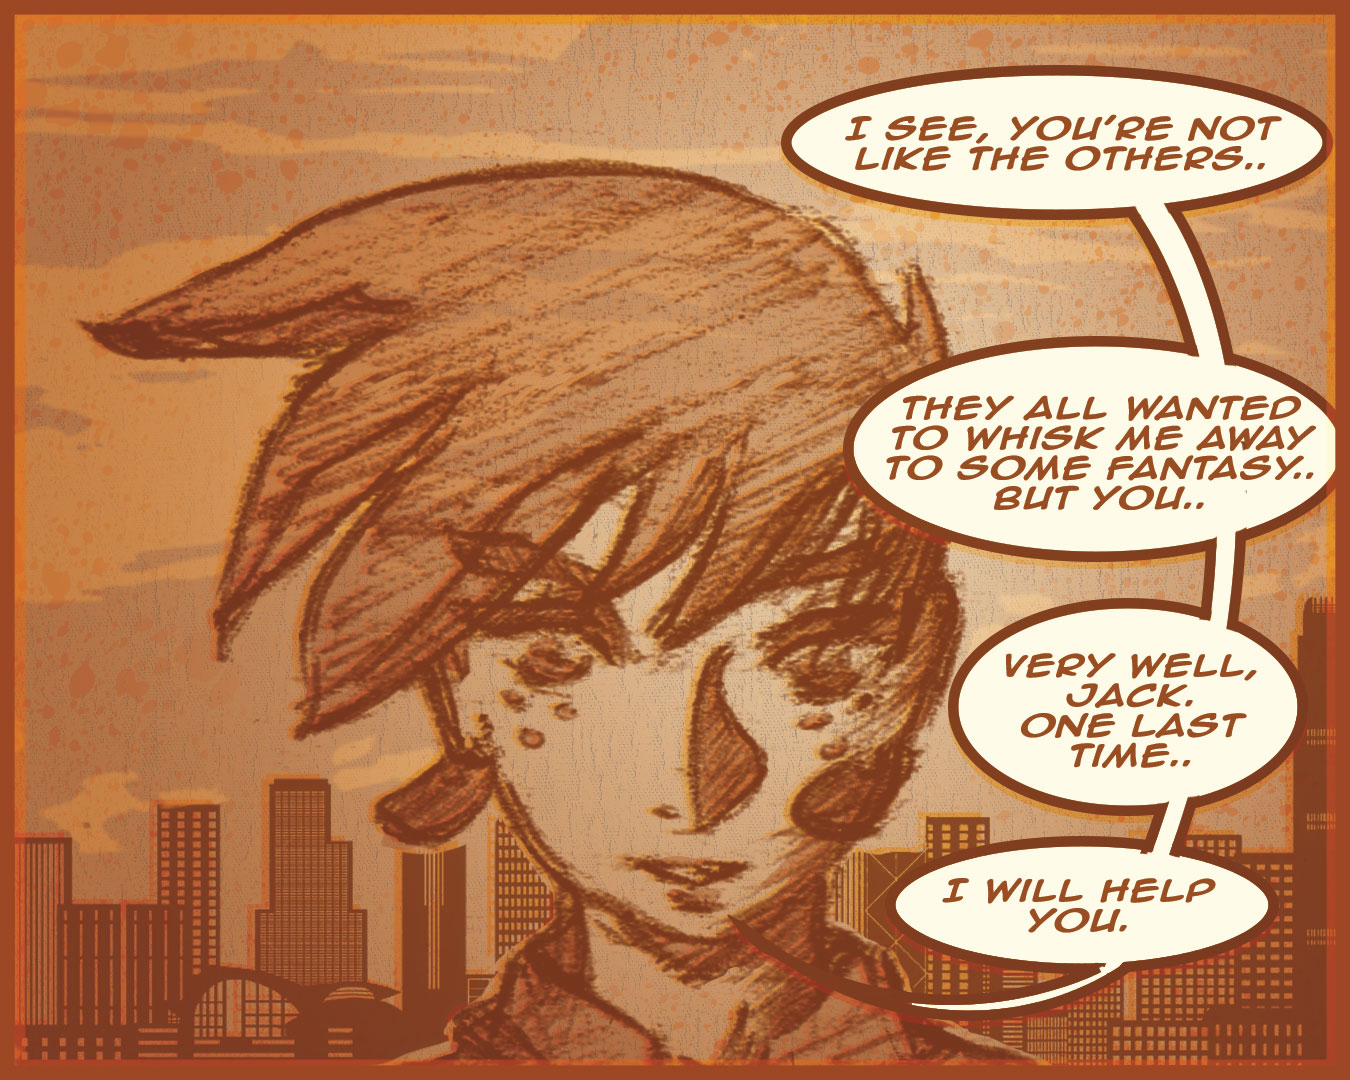 I SEE, YOU'RE NOT
LIKE THE OTHERS..
THEY ALL WANTED
TO WHISK ME AWAY
TO SOME FANTASY..
BUT YOU..
VERY WELL,
JACK.
ONE LAST
TIME..
I WILL HELP
YOU.